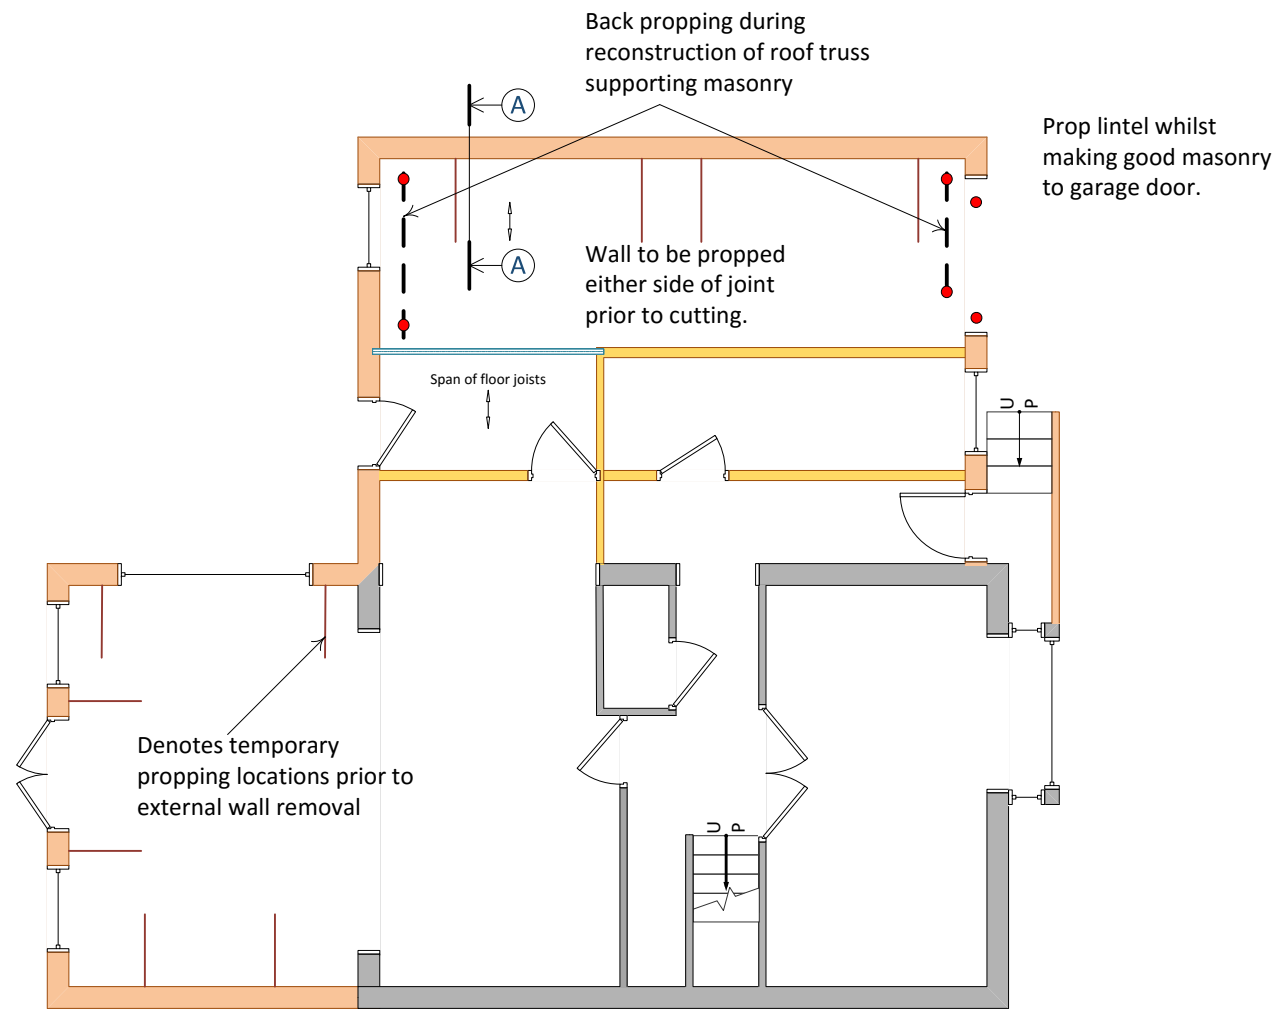 Back propping during
reconstruction of roof truss
supporting masonry
A
Prop lintel whilst
making good masonry
to garage door.
Wall to be propped
either side of joint
prior to cutting.
A
Span of floor joists
UP
Denotes temporary
propping locations prior to
external wall removal
UP